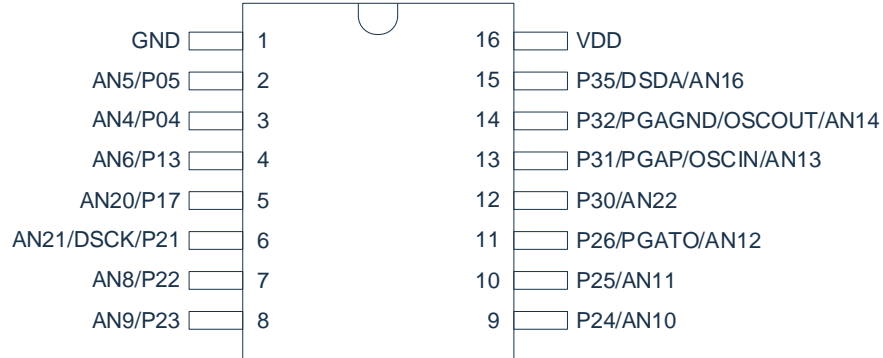 GND 1 16 VDD
AN5/P05 2 15 P35/DSDA/AN16
AN4/P04 3 14 P32/PGAGND/OSCOUT/AN14
AN6/P13 4 13 P31/PGAP/OSCIN/AN13
AN20/P17 5 12 P30/AN22
AN21/DSCK/P21 6 11 P26/PGATO/AN12
AN8/P22 7 10 P25/AN11
AN9/P23 8 9 P24/AN10